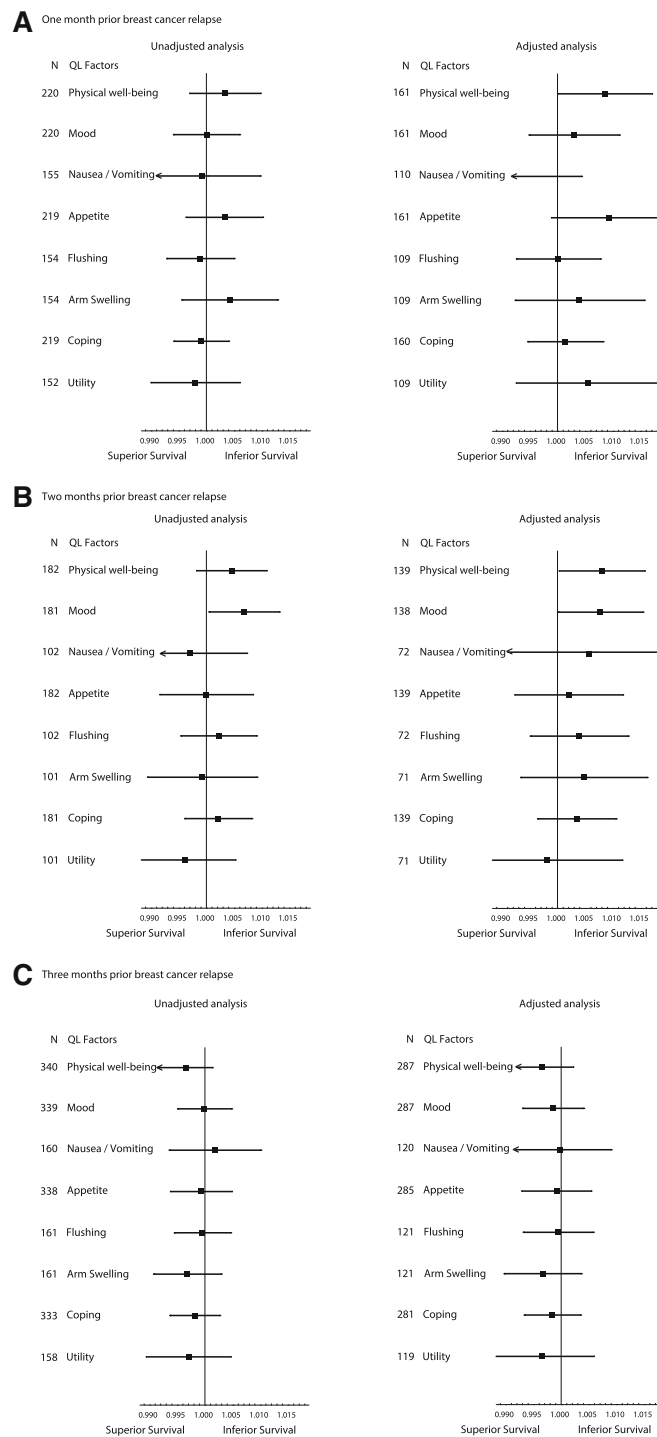 A One month prior breast cancer relapse
Unadjusted analysis
N QL Factors
220 Physical well-being
220 Mood
155 Nausea / Vomiting
219 Appetite
154 Flushing
154 Arm Swelling
219 Coping
152 Utility
0.990 0.995 1.000 1.005 1.010 1.015
Superior Survival Inferior Survival
Adjusted analysis
N QL Factors
161 Physical well-being
161 Mood
110 Nausea / Vomiting
161 Appetite
109 Flushing
109 Arm Swelling
160 Coping
109 Utility
0.990 0.995 1.000 1.005 1.010 1.015
Superior Survival Inferior Survival
B Two months prior breast cancer relapse
Unadjusted analysis
N QL Factors
182 Physical well-being
181 Mood
102 Nausea / Vomiting
182 Appetite
102 Flushing
101 Arm Swelling
181 Coping
101 Utility
0.990 0.995 1.000 1.005 1.010 1.015
Superior Survival Inferior Survival
Adjusted analysis
N QL Factors
139 Physical well-being
138 Mood
72 Nausea / Vomiting
139 Appetite
72 Flushing
71 Arm Swelling
139 Coping
71 Utility
0.990 0.995 1.000 1.005 1.010 1.015
Superior Survival Inferior Survival
C Three months prior breast cancer relapse
Unadjusted analysis
N QL Factors
340 Physical well-being
339 Mood
160 Nausea / Vomiting
338 Appetite
161 Flushing
161 Arm Swelling
333 Coping
158 Utility
0.990 0.995 1.000 1.005 1.010 1.015
Superior Survival Inferior Survival
Adjusted analysis
N QL Factors
287 Physical well-being
287 Mood
120 Nausea / Vomiting
285 Appetite
121 Flushing
121 Arm Swelling
281 Coping
119 Utility
0.990 0.995 1.000 1.005 1.010 1.015
Superior Survival Inferior Survival